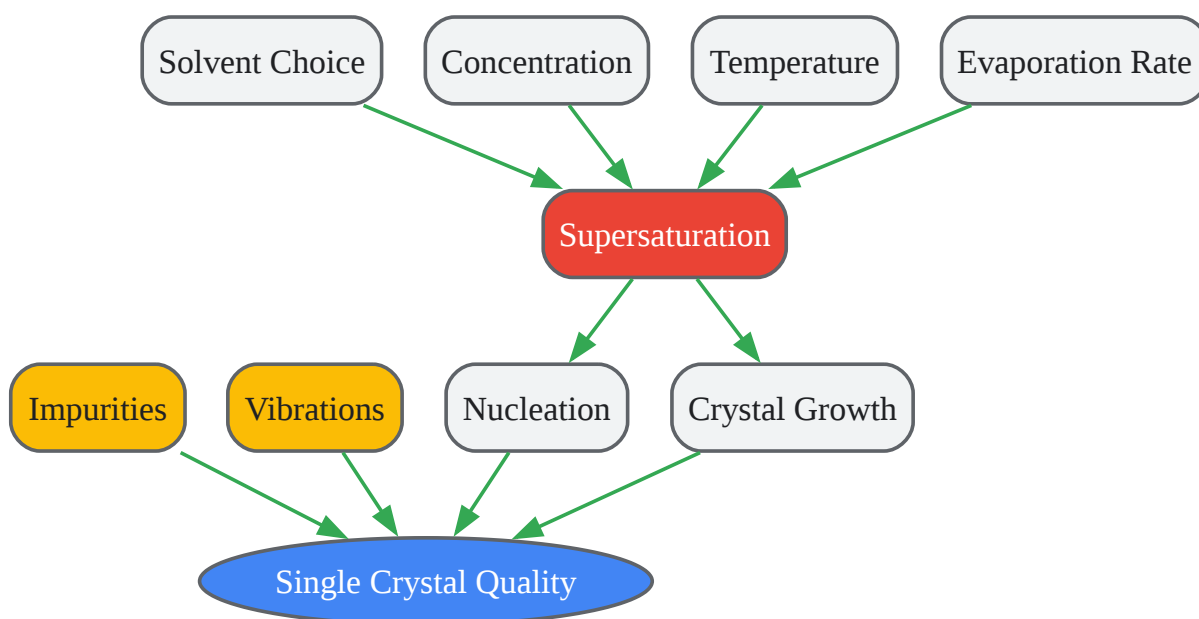 Solvent Choice
Concentration
Temperature
Evaporation Rate
Supersaturation
Impurities
Vibrations
Nucleation
Crystal Growth
Single Crystal Quality